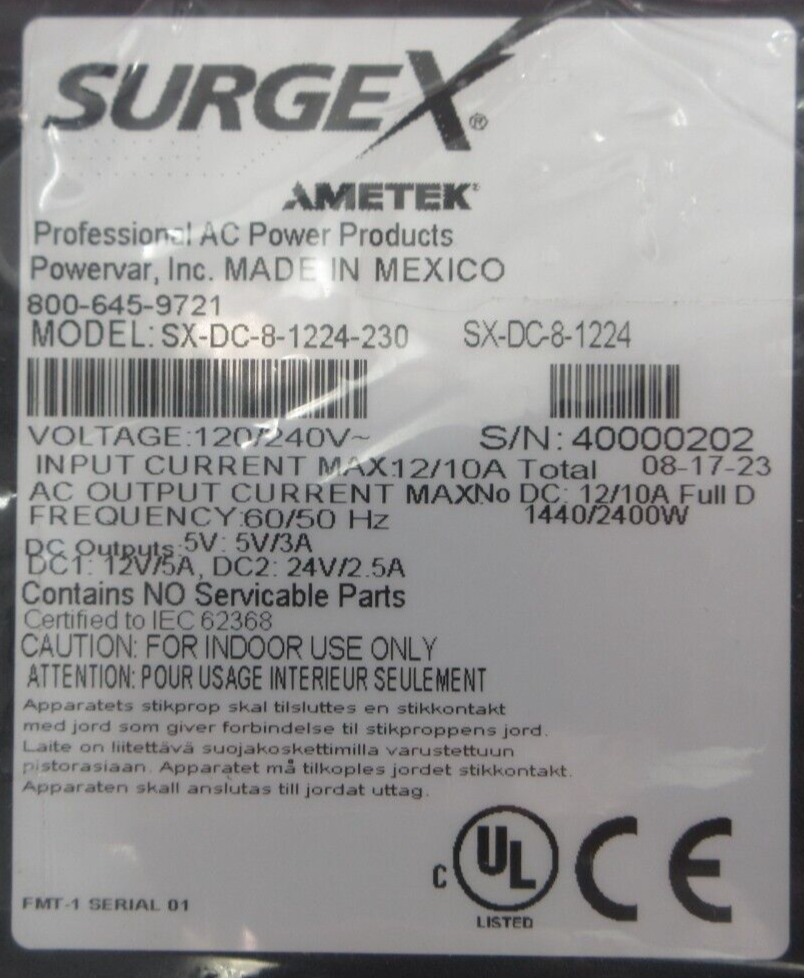 SURGEX®
AMETEK®
Professional AC Power Products
Powervar, Inc. MADE IN MEXICO
800-645-9721
MODEL: SX-DC-8-1224-230 SX-DC-8-1224
VOLTAGE:120/240V~ S/N: 40000202
INPUT CURRENT MAX:12/10A Total 08-17-23
AC OUTPUT CURRENT MAX:No DC: 12/10A Full D
FREQUENCY:60/50 Hz 1440/2400W
DC Outputs: 5V: 5V/3A
DC1: 12V/5A, DC2: 24V/2.5A
Contains NO Servicable Parts
Certified to IEC 62368
CAUTION: FOR INDOOR USE ONLY
ATTENTION: POUR USAGE INTERIEUR SEULEMENT
Apparatets stikprop skal tilsluttes en stikkontakt
med jord som giver forbindelse til stikproppens jord.
Laite on liitettävä suojakoskettimilla varustettuun
pistorasiaan. Apparatet må tilkoples jordet stikkontakt.
Apparaten skall anslutas till jordat uttag.
C UL CE
LISTED
FMT-1 SERIAL 01